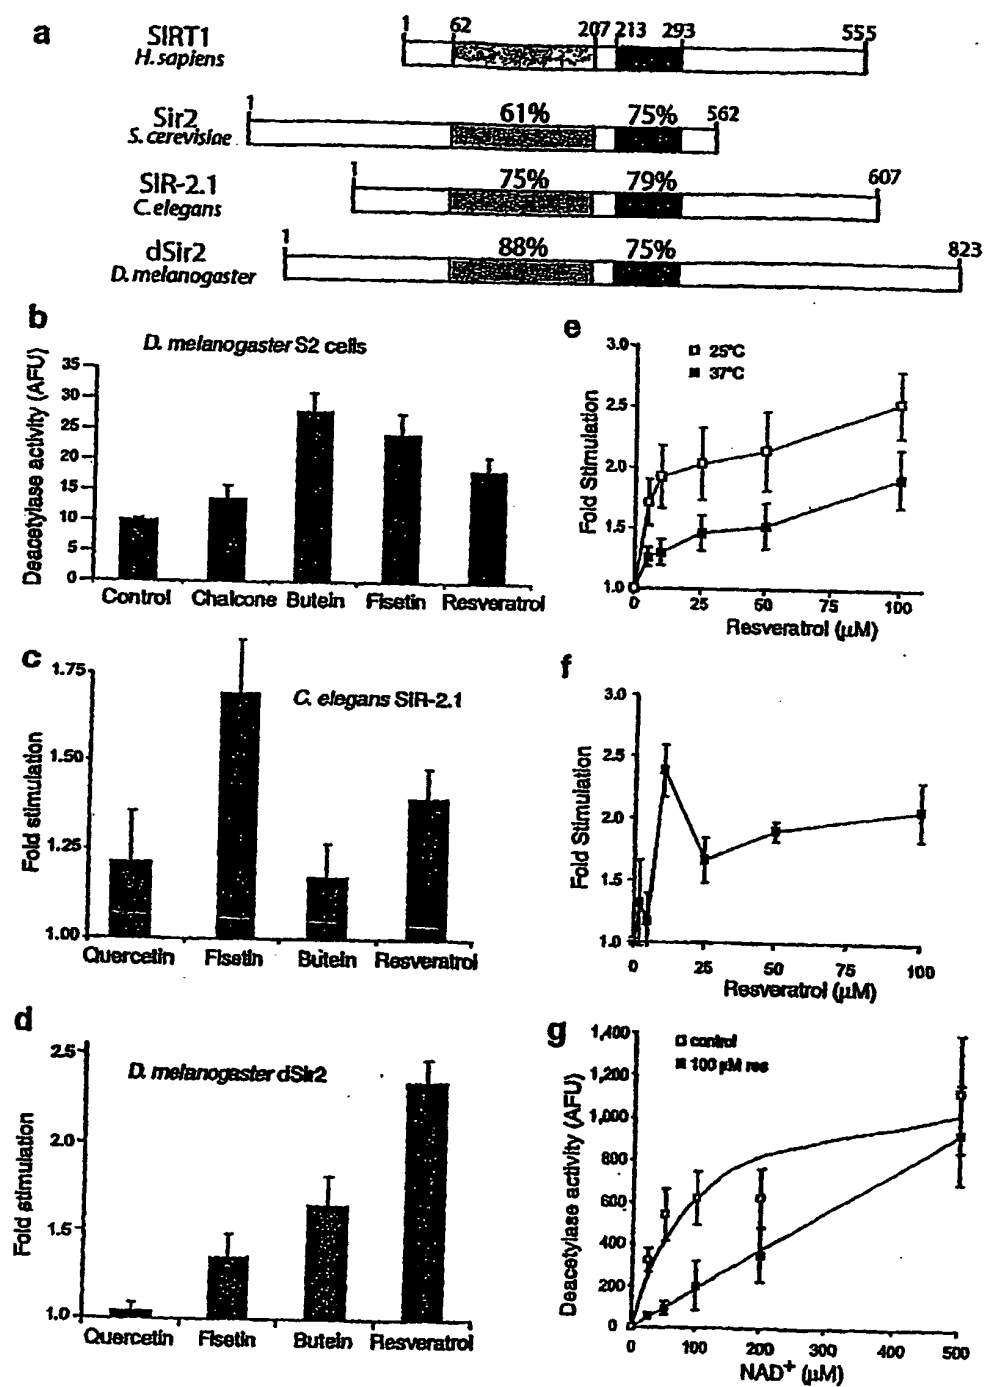 a
SIRT1
H. sapiens
1 62 207 213 293 555
Sir2
S. cerevisiae
1 61% 75% 562
SIR-2.1
C. elegans
1 75% 79% 607
dSir2
D. melanogaster
1 88% 75% 823
b
D. melanogaster S2 cells
Deacetylase activity (AFU)
35
30
25
20
15
10
5
0
Control Chalcone Butein Fisetin Resveratrol
c
C. elegans SIR-2.1
Fold stimulation
1.75
1.50
1.25
1.00
Quercetin Fisetin Butein Resveratrol
d
D. melanogaster dSir2
Fold stimulation
2.5
2.0
1.5
1.0
Quercetin Fisetin Butein Resveratrol
e
25°C
37°C
Fold Stimulation
3.0
2.5
2.0
1.5
1.0
0 25 50 75 100
Resveratrol (μM)
f
Fold Stimulation
3.0
2.5
2.0
1.5
1.0
0 25 50 75 100
Resveratrol (μM)
g
control
100 μM res
Deacetylase activity (AFU)
1,400
1,200
1,000
800
600
400
200
0
0 100 200 300 400 500
NAD+ (μM)